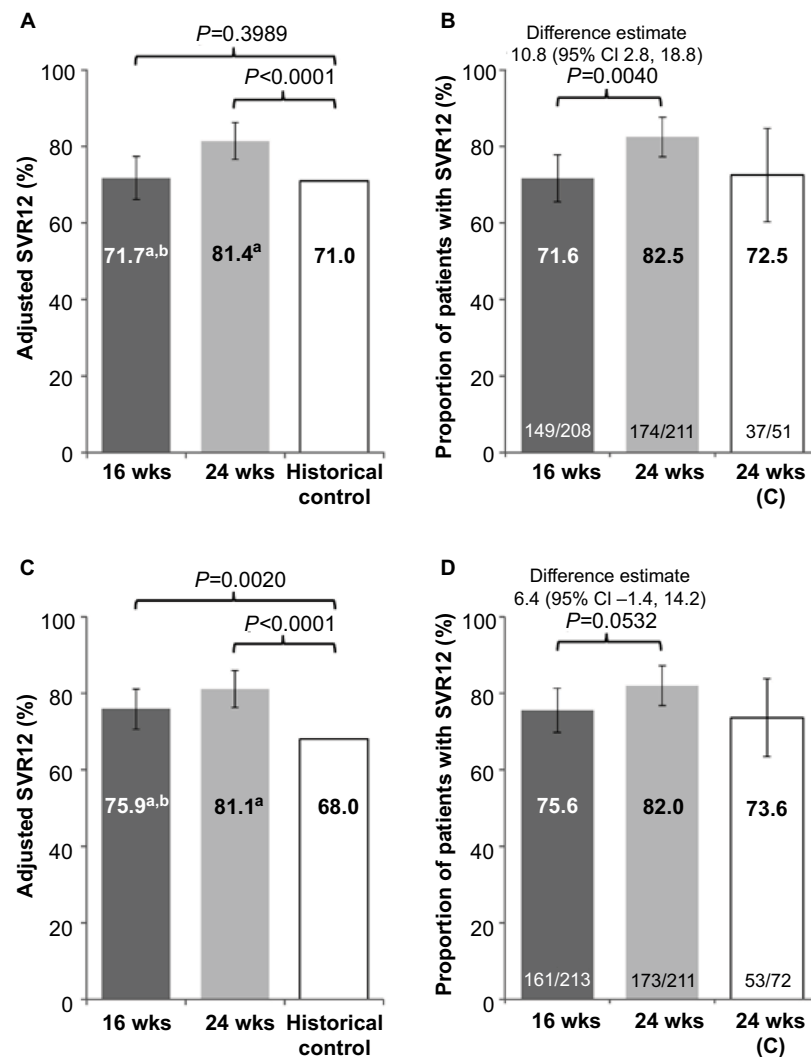 A
P=0.3989
P<0.0001
Adjusted SVR12 (%)
100
80
60
40
20
0
71.7a,b
81.4a
71.0
16 wks
24 wks
Historical
control
B
Difference estimate
10.8 (95% CI 2.8, 18.8)
P=0.0040
Proportion of patients with SVR12 (%)
100
80
60
40
20
0
71.6
82.5
72.5
149/208
174/211
37/51
16 wks
24 wks
24 wks
(C)
C
P=0.0020
P<0.0001
Adjusted SVR12 (%)
100
80
60
40
20
0
75.9a,b
81.1a
68.0
16 wks
24 wks
Historical
control
D
Difference estimate
6.4 (95% CI –1.4, 14.2)
P=0.0532
Proportion of patients with SVR12 (%)
100
80
60
40
20
0
75.6
82.0
73.6
161/213
173/211
53/72
16 wks
24 wks
24 wks
(C)